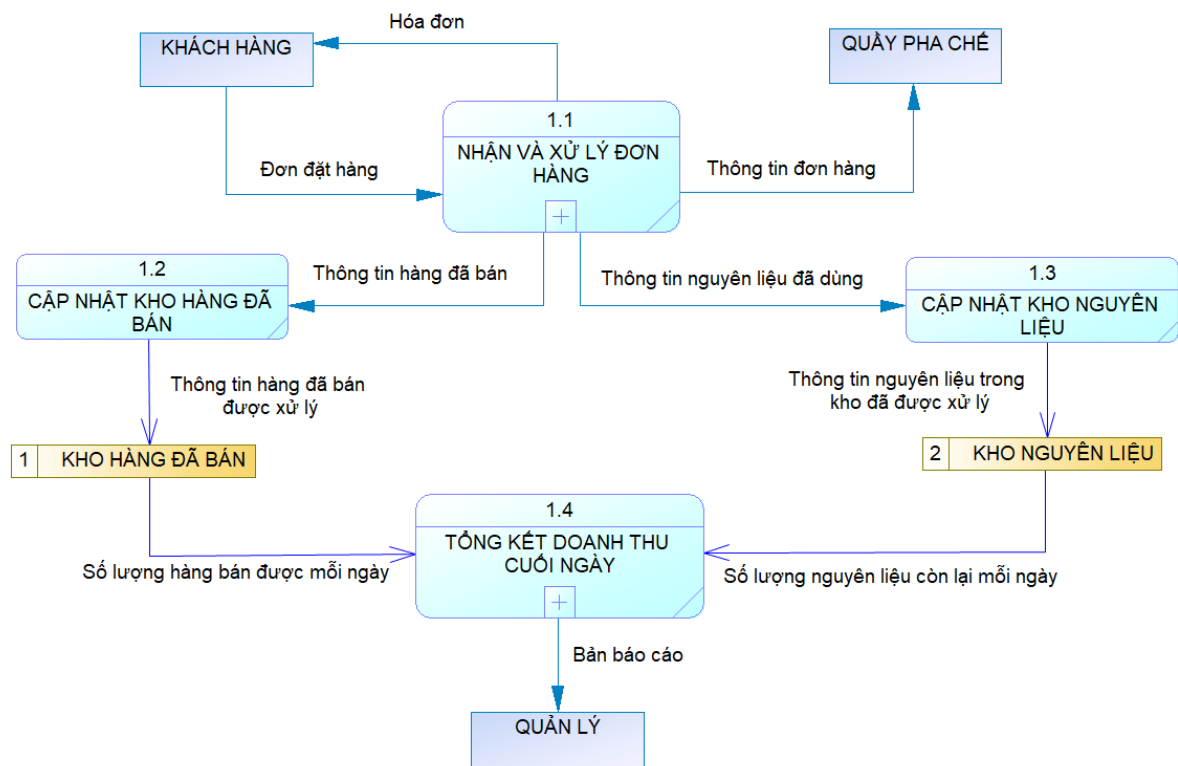 Hóa đơn
KHÁCH HÀNG
QUẦY PHA CHẾ
1.1
NHẬN VÀ XỬ LÝ ĐƠN
HÀNG
Đơn đặt hàng
Thông tin đơn hàng
1.2
CẬP NHẬT KHO HÀNG ĐÃ
BÁN
Thông tin hàng đã bán
Thông tin nguyên liệu đã dùng
1.3
CẬP NHẬT KHO NGUYÊN
LIỆU
Thông tin hàng đã bán
được xử lý
Thông tin nguyên liệu trong
kho đã được xử lý
1 KHO HÀNG ĐÃ BÁN
2 KHO NGUYÊN LIỆU
1.4
TỔNG KẾT DOANH THU
CUỐI NGÀY
Số lượng hàng bán được mỗi ngày
Số lượng nguyên liệu còn lại mỗi ngày
Bản báo cáo
QUẢN LÝ